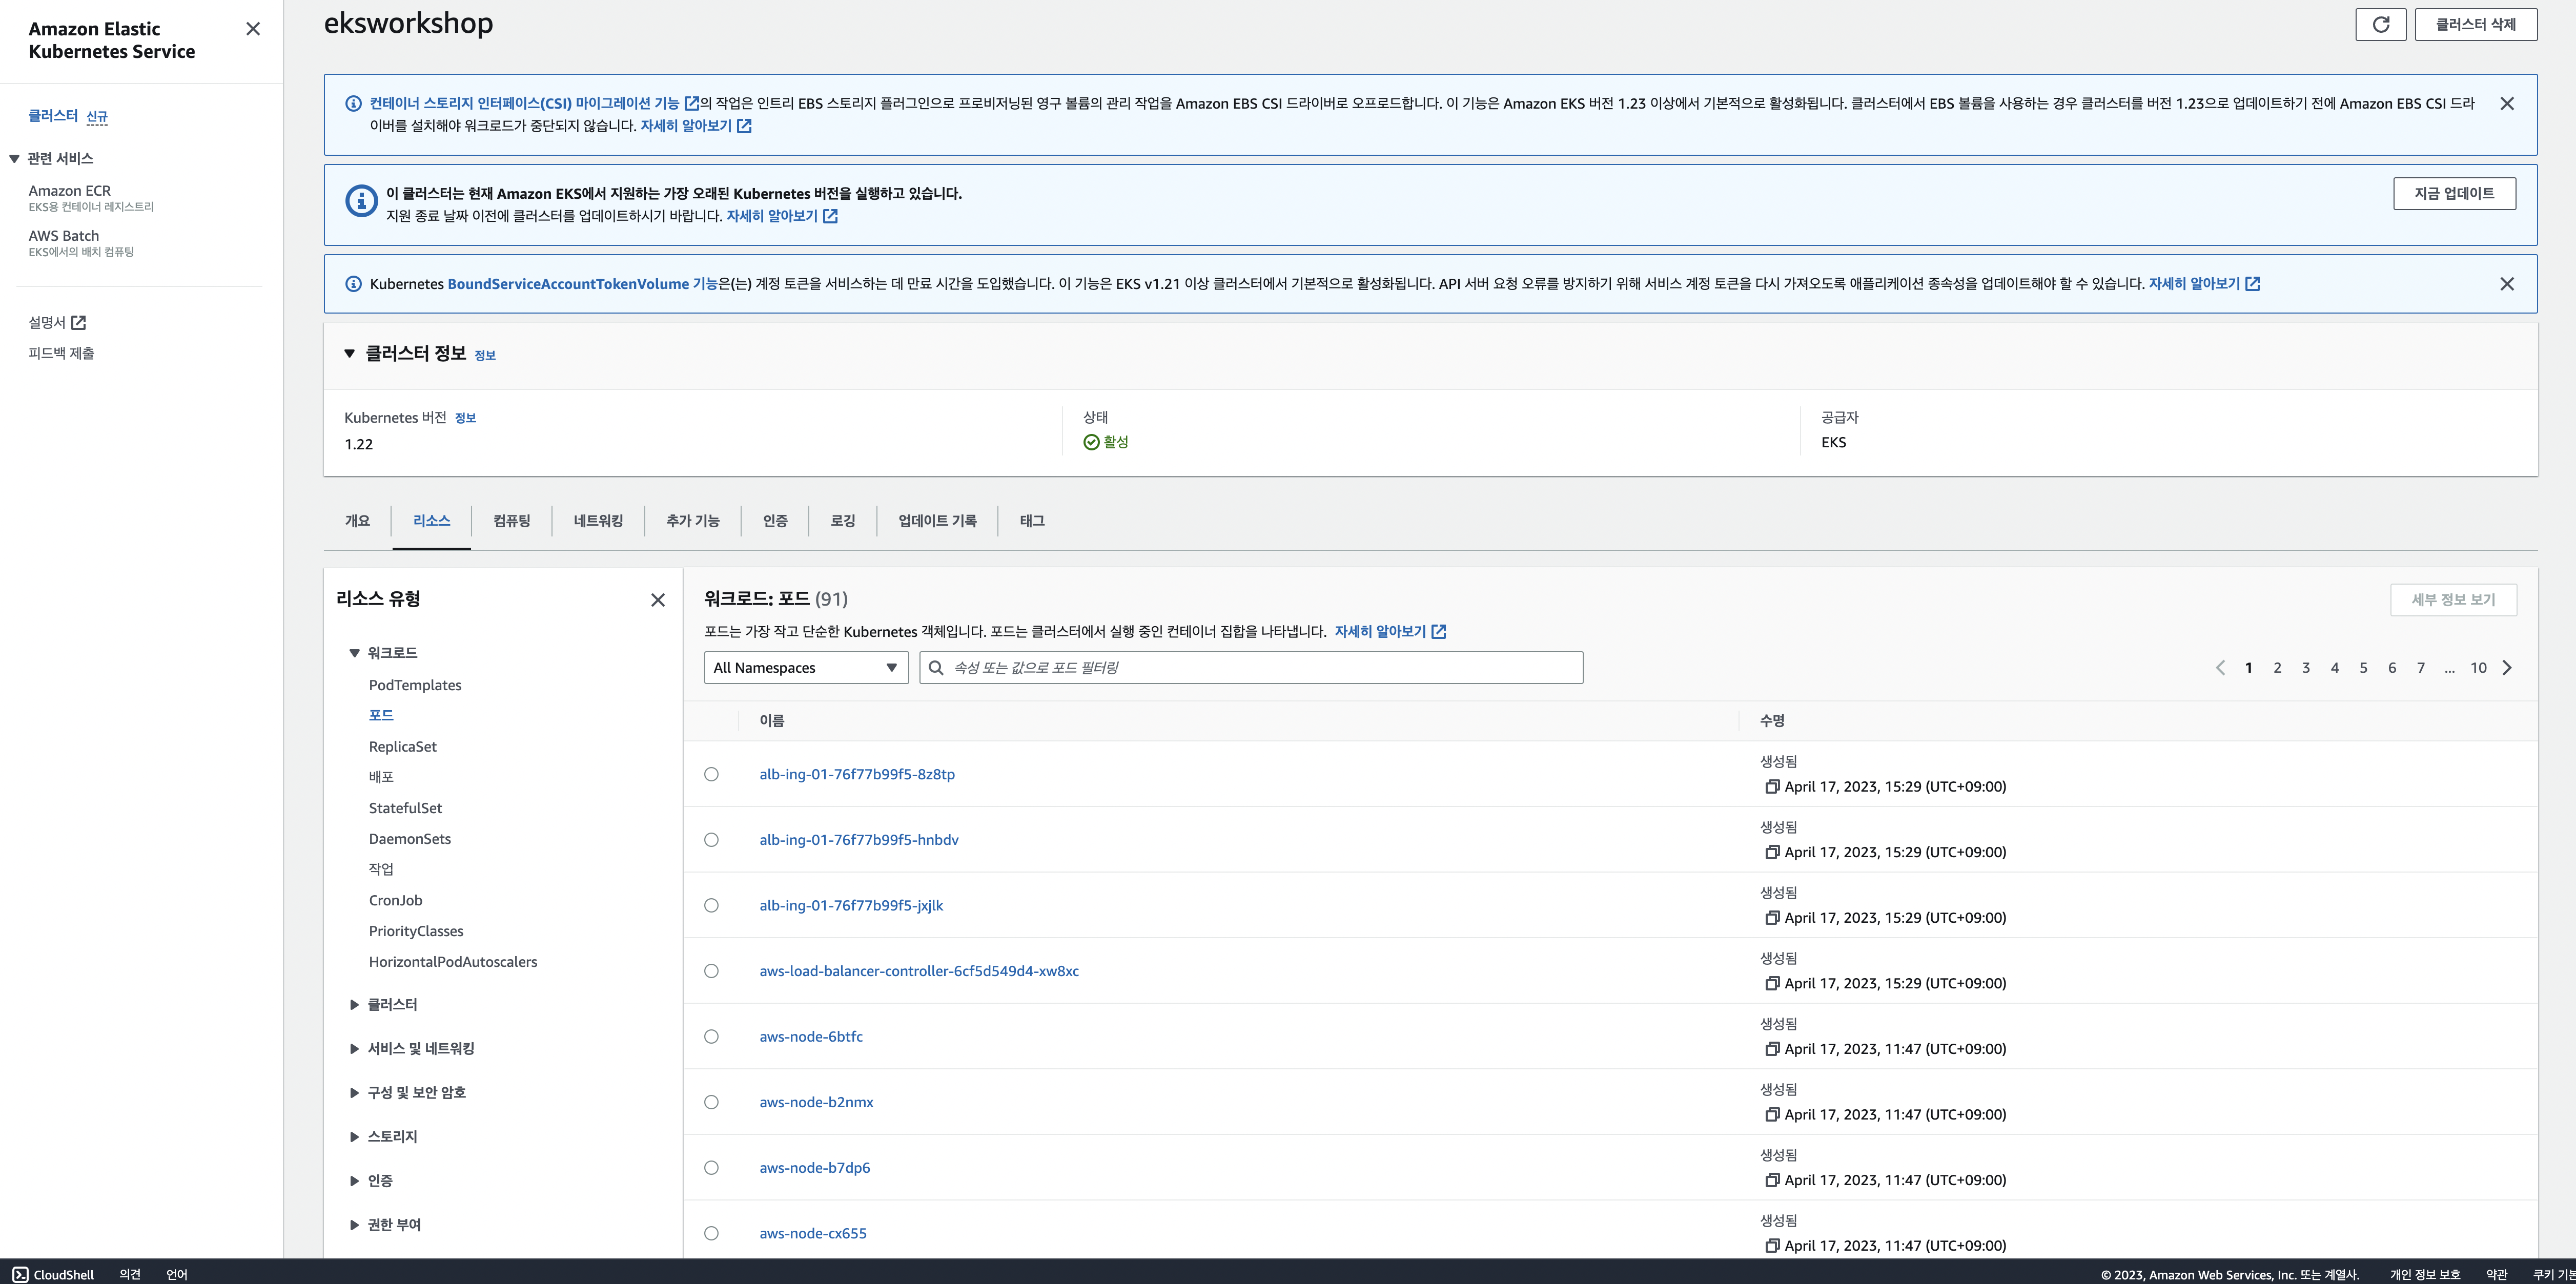 Amazon Elastic
Kubernetes Service
클러스터 신규
관련 서비스
Amazon ECR
EKS용 컨테이너 레지스트리
AWS Batch
EKS에서의 배치 컴퓨팅
설명서
피드백 제출
eksworkshop
클러스터 삭제
컨테이너 스토리지 인터페이스(CSI) 마이그레이션 기능의 작업은 인트리 EBS 스토리지 플러그인으로 프로비저닝된 영구 볼륨의 관리 작업을 Amazon EBS CSI 드라이버로 오프로드합니다. 이 기능은 Amazon EKS 버전 1.23 이상에서 기본적으로 활성화됩니다. 클러스터에서 EBS 볼륨을 사용하는 경우 클러스터를 버전 1.23으로 업데이트하기 전에 Amazon EBS CSI 드라
이버를 설치해야 워크로드가 중단되지 않습니다. 자세히 알아보기
이 클러스터는 현재 Amazon EKS에서 지원하는 가장 오래된 Kubernetes 버전을 실행하고 있습니다.
지원 종료 날짜 이전에 클러스터를 업데이트하시기 바랍니다. 자세히 알아보기
지금 업데이트
Kubernetes BoundServiceAccountTokenVolume 기능은(는) 계정 토큰을 서비스하는 데 만료 시간을 도입했습니다. 이 기능은 EKS v1.21 이상 클러스터에서 기본적으로 활성화됩니다. API 서버 요청 오류를 방지하기 위해 서비스 계정 토큰을 다시 가져오도록 애플리케이션 종속성을 업데이트해야 할 수 있습니다. 자세히 알아보기
클러스터 정보 정보
Kubernetes 버전 정보
1.22
상태
활성
공급자
EKS
개요 리소스 컴퓨팅 네트워킹 추가 기능 인증 로깅 업데이트 기록 태그
리소스 유형
워크로드
PodTemplates
포드
ReplicaSet
배포
StatefulSet
DaemonSets
작업
CronJob
PriorityClasses
HorizontalPodAutoscalers
클러스터
서비스 및 네트워킹
구성 및 보안 암호
스토리지
인증
권한 부여
워크로드: 포드 (91)
세부 정보 보기
포드는 가장 작고 단순한 Kubernetes 객체입니다. 포드는 클러스터에서 실행 중인 컨테이너 집합을 나타냅니다. 자세히 알아보기
All Namespaces
속성 또는 값으로 포드 필터링
1 2 3 4 5 6 7 ... 10
이름 수명
alb-ing-01-76f77b99f5-8z8tp
생성됨
April 17, 2023, 15:29 (UTC+09:00)
alb-ing-01-76f77b99f5-hnbdv
생성됨
April 17, 2023, 15:29 (UTC+09:00)
alb-ing-01-76f77b99f5-jxjlk
생성됨
April 17, 2023, 15:29 (UTC+09:00)
aws-load-balancer-controller-6cf5d549d4-xw8xc
생성됨
April 17, 2023, 15:29 (UTC+09:00)
aws-node-6btfc
생성됨
April 17, 2023, 11:47 (UTC+09:00)
aws-node-b2nmx
생성됨
April 17, 2023, 11:47 (UTC+09:00)
aws-node-b7dp6
생성됨
April 17, 2023, 11:47 (UTC+09:00)
aws-node-cx655
생성됨
April 17, 2023, 11:47 (UTC+09:00)
CloudShell 의견 언어
© 2023, Amazon Web Services, Inc. 또는 계열사. 개인 정보 보호 약관 쿠키